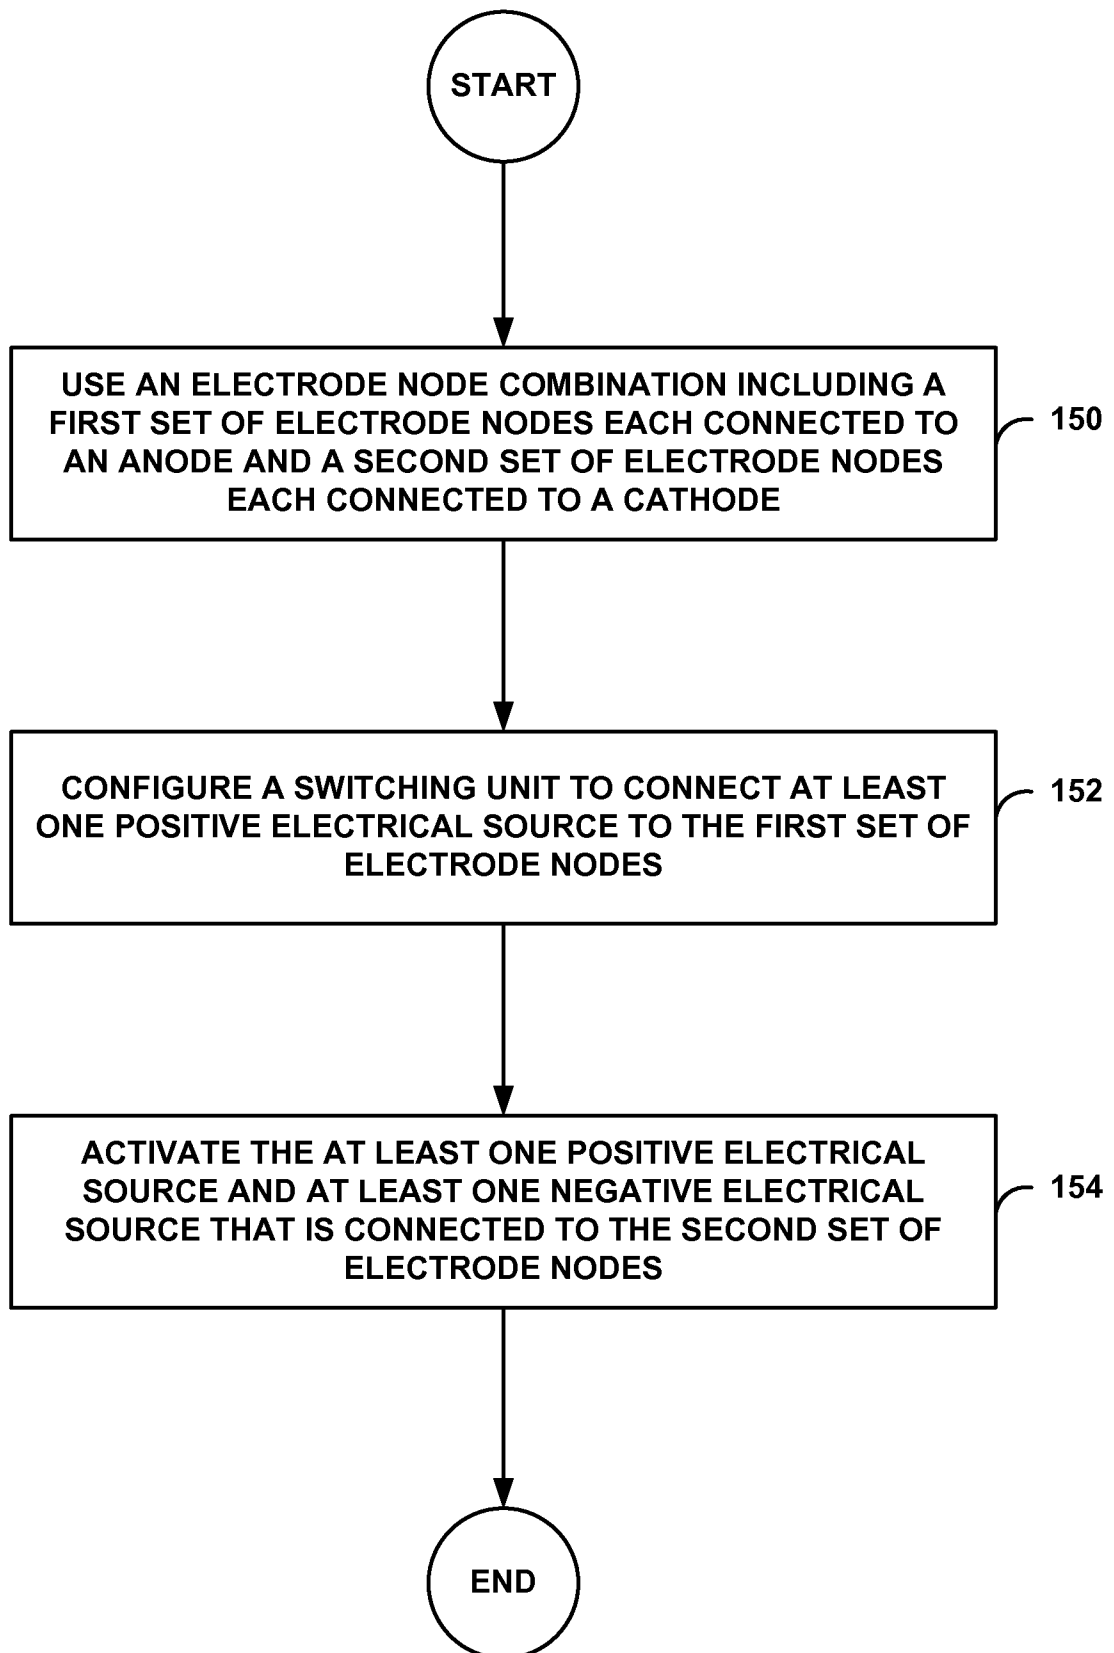 START
USE AN ELECTRODE NODE COMBINATION INCLUDING A
FIRST SET OF ELECTRODE NODES EACH CONNECTED TO
AN ANODE AND A SECOND SET OF ELECTRODE NODES
EACH CONNECTED TO A CATHODE
150
CONFIGURE A SWITCHING UNIT TO CONNECT AT LEAST
ONE POSITIVE ELECTRICAL SOURCE TO THE FIRST SET OF
ELECTRODE NODES
152
ACTIVATE THE AT LEAST ONE POSITIVE ELECTRICAL
SOURCE AND AT LEAST ONE NEGATIVE ELECTRICAL
SOURCE THAT IS CONNECTED TO THE SECOND SET OF
ELECTRODE NODES
154
END